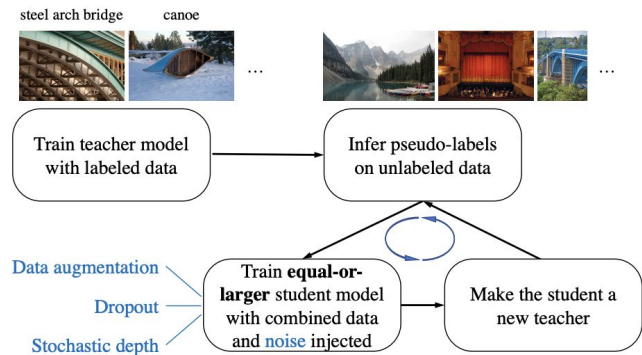 steel arch bridge
canoe
...
...
Train teacher model
with labeled data
Infer pseudo-labels
on unlabeled data
Data augmentation
Dropout
Stochastic depth
Train equal-or-
larger student model
with combined data
and noise injected
Make the student a
new teacher